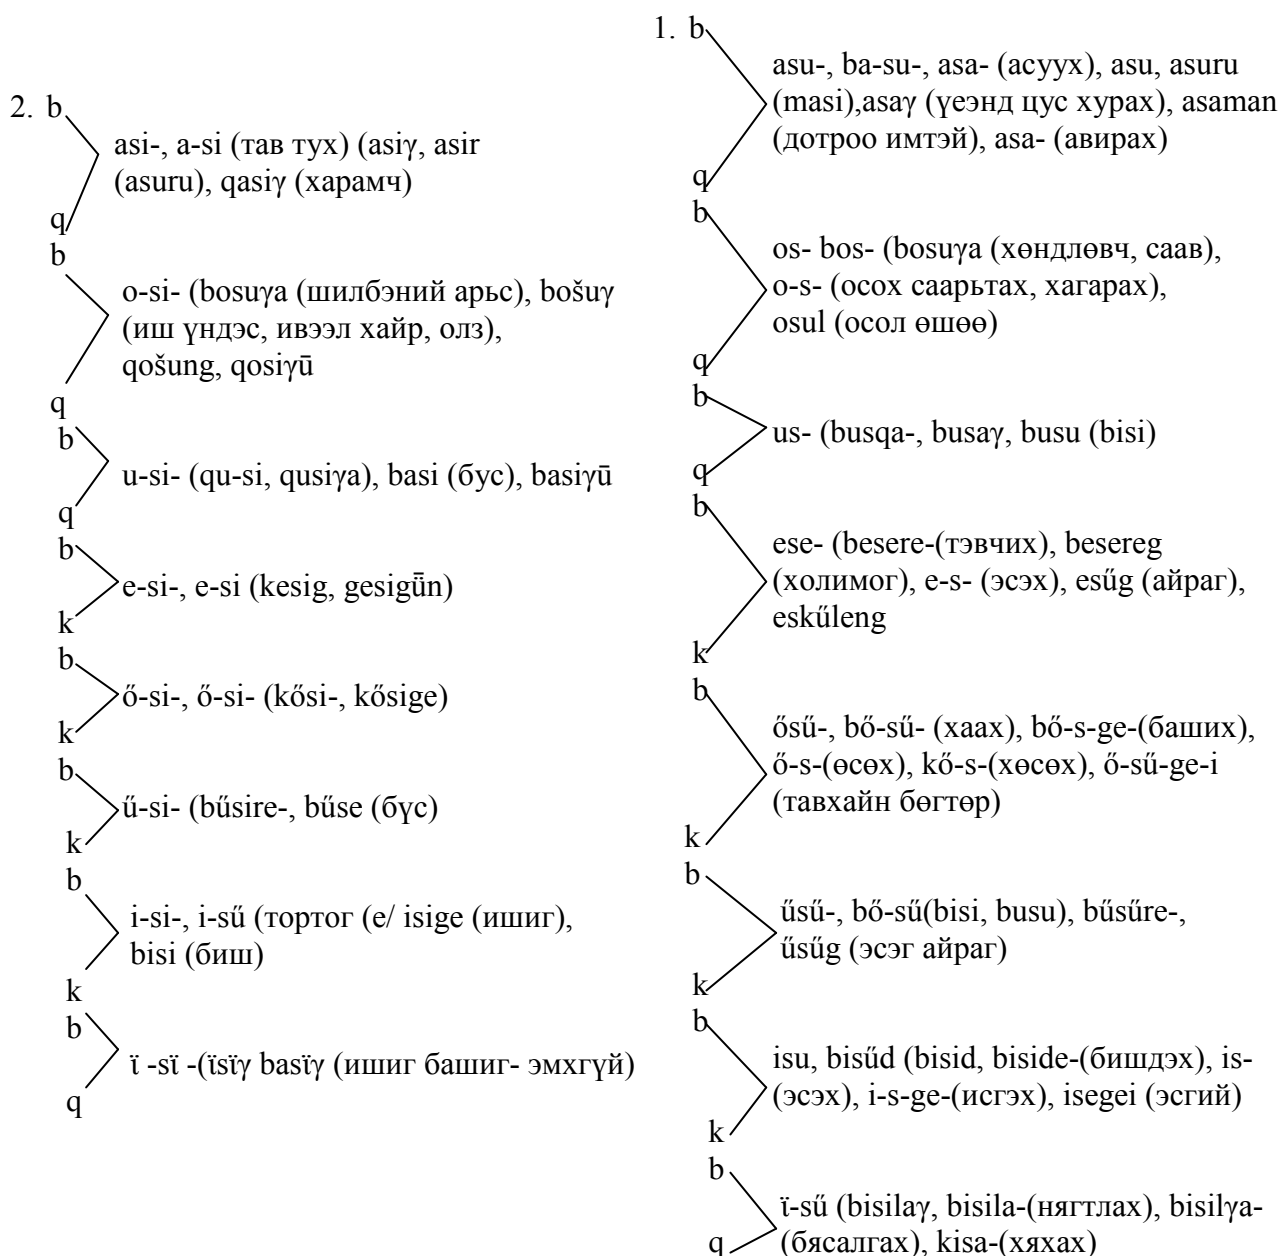 1. b
asu-, ba-su-, asa- (асуух), asu, asuru
(masi),asaγ (үеэнд цус хурах), asaman
(дотроо имтэй), asa- (авирах)
q
b
os- bos- (bosuγa (хөндлөвч, саав),
o-s- (осох саарьтах, хагарах),
osul (осол өшөө)
q
b
us- (busqa-, busaγ, busu (bisi)
q
b
ese- (besere-(тэвчих), besereg
(холимог), e-s- (эсэх), esűg (айраг),
eskűleng
k
b
ősű-, bő-sű- (хаах), bő-s-ge-(баших),
ő-s-(өсөх), kő-s-(хөсөх), ő-sű-ge-i
(тавхайн бөгтөр)
k
b
űsű-, bő-sű(bisi, busu), bűsűre-,
űsűg (эсэг айраг)
k
b
isu, bisűd (bisid, biside-(бишдэх), is-
(эсэх), i-s-ge-(исгэх), isegei (эсгий)
k
b
ϊ-sű (bisilaγ, bisila-(нягтлах), bisilγa-
(бясалгах), kisa-(хяхах)
q
2. b
asi-, a-si (тав тух) (asiγ, asir
(asuru), qasiγ (харамч)
q
b
o-si- (bosuγa (шилбэний арьс), bošuγ
(иш үндэс, ивээл хайр, олз),
qošung, qosiγū
q
b
u-si- (qu-si, qusiγa), basi (бус), basiγū
q
b
e-si-, e-si (kesig, gesigǖn)
k
b
ő-si-, ő-si- (kősi-, kősige)
k
b
ű-si- (bűsire-, bűse (бүс)
k
b
i-si-, i-sű (тортог (e/ isige (ишиг),
bisi (биш)
k
b
ϊ -sϊ -(ϊsϊγ basϊγ (ишиг башиг- эмхгүй)
q